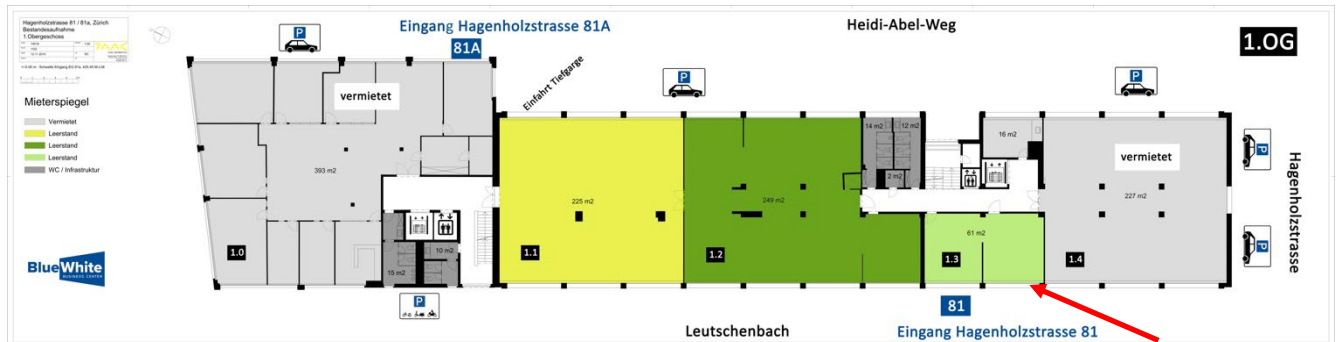 Hagenholzstrasse 81 / 81a, Zürich
Bestandesaufnahme
1.Obergeschoss
Eingang Hagenholzstrasse 81A
81A
Heidi-Abel-Weg
1.OG
P
P
P
Einfahrt Tiefgarge
Mieterspiegel
Vermietet
Leerstand
Leerstand
Leerstand
WC / Infrastruktur
vermietet
393 m2
1.0
15 m2
10 m2
225 m2
1.1
249 m2
1.2
14 m2
12 m2
2 m2
16 m2
61 m2
1.3
vermietet
227 m2
1.4
P
P
Hagenholzstrasse
BlueWhite
BUSINESS CENTER
P
81
Leutschenbach
Eingang Hagenholzstrasse 81